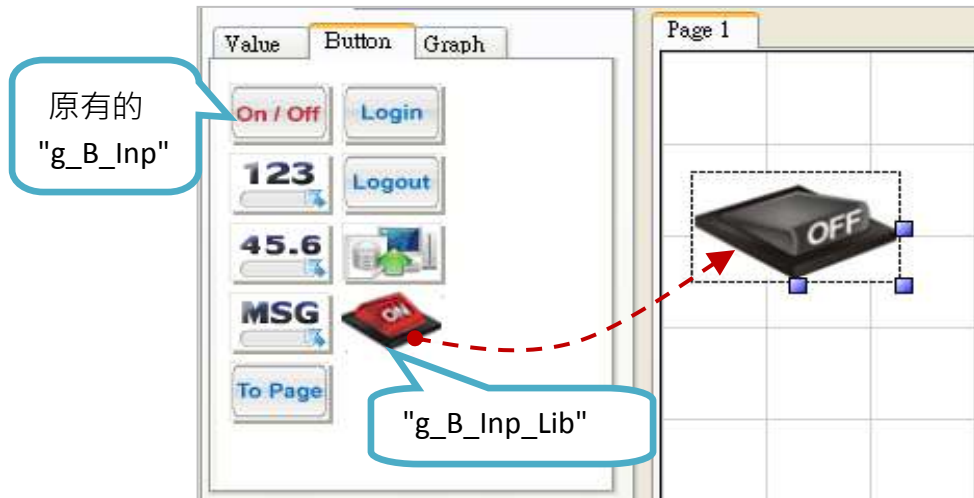 Value Button Graph
Page 1
原有的
"g_B_Inp"
On / Off Login
123 Logout
45.6
MSG ON
To Page
OFF
"g_B_Inp_Lib"